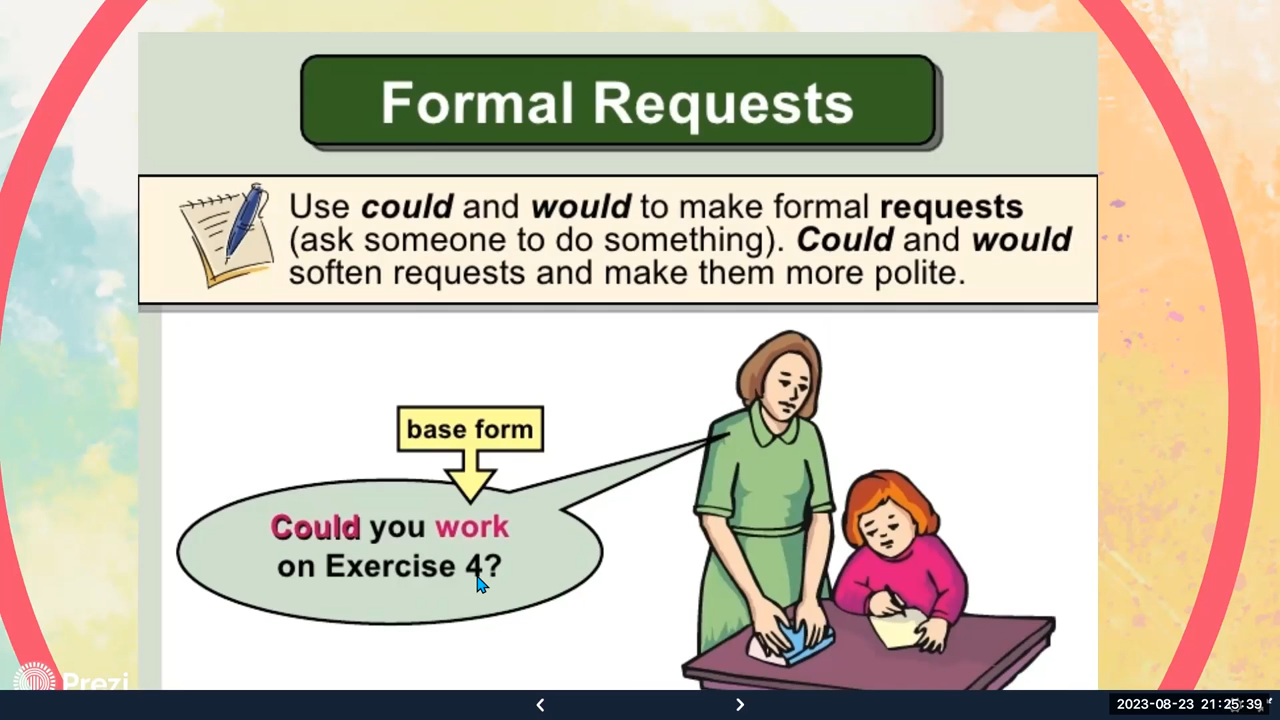 Formal Requests
Use could and would to make formal requests
(ask someone to do something). Could and would
soften requests and make them more polite.
base form
Could you work
on Exercise 4?
Prezi
2023-08-23 21:25:39